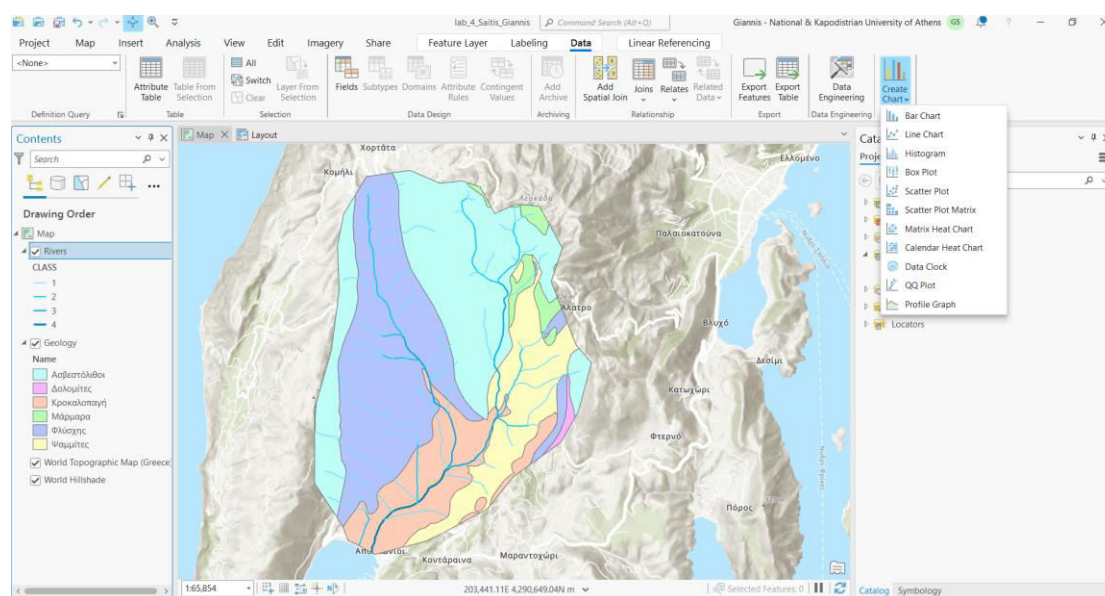 lab_4_Saitis_Giannis
Command Search (Alt+Q)
Giannis - National & Kapodistrian University of Athens
GS
?
Project Map Insert Analysis View Edit Imagery Share Feature Layer Labeling Data Linear Referencing
<None>
Attribute Table
Table From Selection
All
Switch
Clear
Layer From Selection
Fields
Subtypes
Domains
Attribute Rules
Contingent Values
Add Archive
Add Spatial Join
Joins
Relates
Related Data
Export Features
Export Table
Data Engineering
Create Chart
Definition Query
Table
Selection
Data Design
Archiving
Relationship
Export
Data Engineering
Bar Chart
Line Chart
Histogram
Box Plot
Scatter Plot
Scatter Plot Matrix
Matrix Heat Chart
Calendar Heat Chart
Data Clock
QQ Plot
Profile Graph
Contents
Search
Drawing Order
Map
Rivers
CLASS
1
2
3
4
Geology
Name
Ασβεστόλιθοι
Δολομίτες
Κροκαλοπαγή
Μάρμαρα
Φλύσχης
Ψαμμίτες
World Topographic Map (Greece
World Hillshade
Map
Layout
Χορτάτα
Κομήλι
Λευκάδα
Ελλομένο
Παλαιοκατούνα
Άλατρο
Βλυχό
Δεσίμι
Κατωχώρι
Φτερνό
Πόρος
Κοντάραινα
Μαραντοχώρι
1:65,854
203,441.11E 4,290,649.04N m
Selected Features: 0
Cata
Proje
Locators
Catalog
Symbology